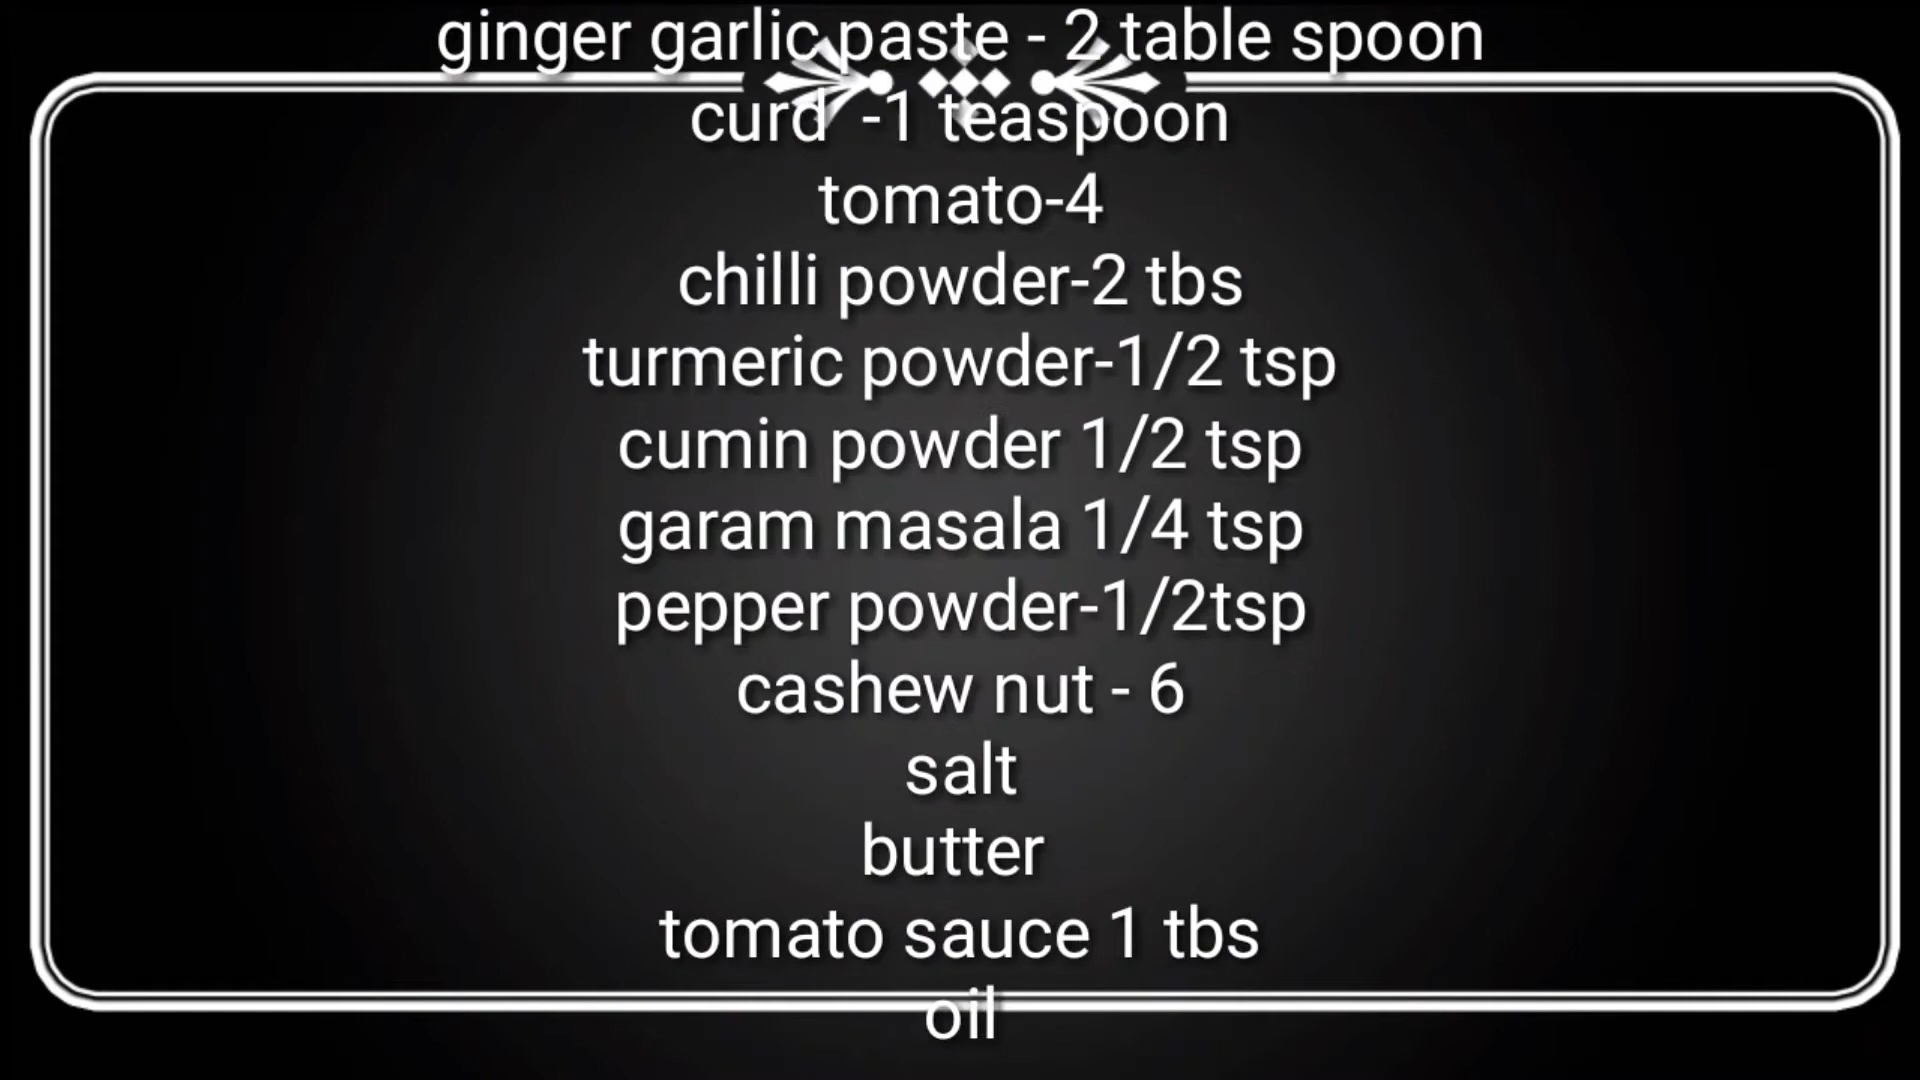 ginger garlic paste - 2 table spoon
curd -1 teaspoon
tomato-4
chilli powder-2 tbs
turmeric powder-1/2 tsp
cumin powder 1/2 tsp
garam masala 1/4 tsp
pepper powder-1/2tsp
cashew nut - 6
salt
butter
tomato sauce 1 tbs
oil